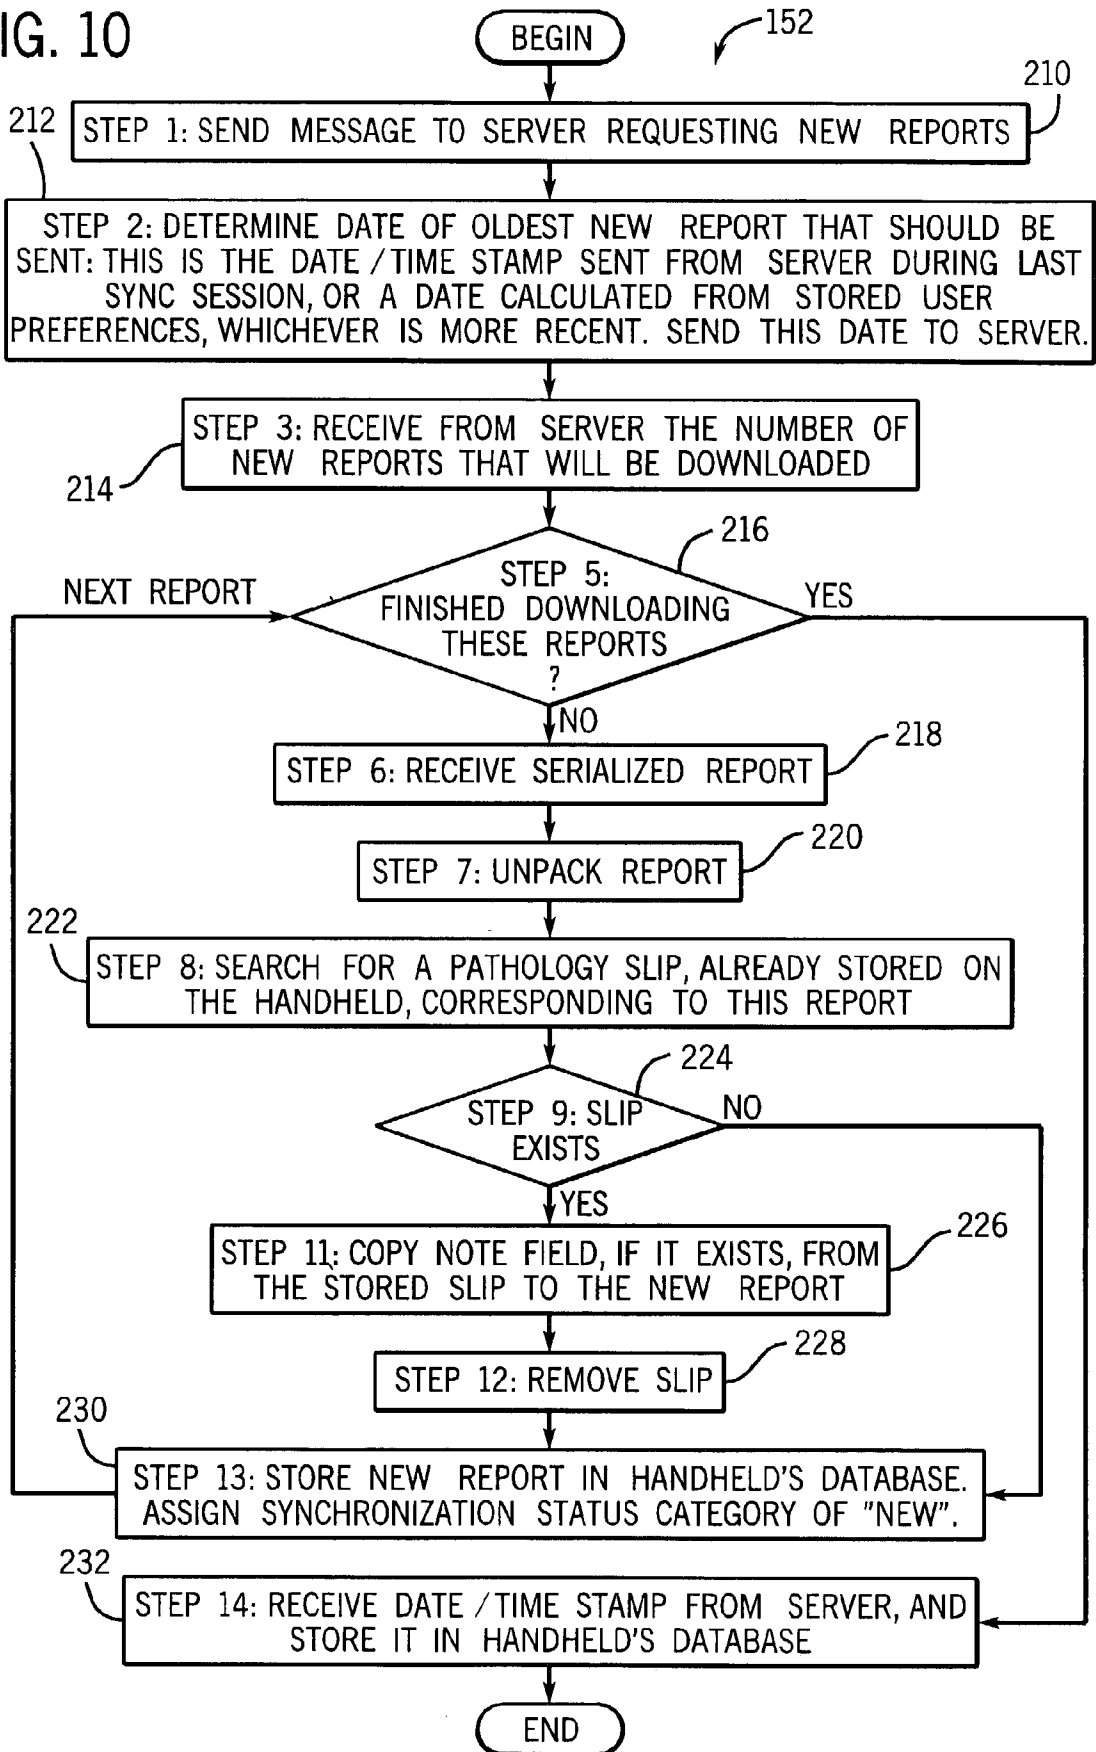 IG. 10
BEGIN
152
210
STEP 1: SEND MESSAGE TO SERVER REQUESTING NEW REPORTS
212
STEP 2: DETERMINE DATE OF OLDEST NEW REPORT THAT SHOULD BE
SENT: THIS IS THE DATE / TIME STAMP SENT FROM SERVER DURING LAST
SYNC SESSION, OR A DATE CALCULATED FROM STORED USER
PREFERENCES, WHICHEVER IS MORE RECENT. SEND THIS DATE TO SERVER.
STEP 3: RECEIVE FROM SERVER THE NUMBER OF
NEW REPORTS THAT WILL BE DOWNLOADED
214
216
STEP 5:
FINISHED DOWNLOADING
THESE REPORTS
?
NEXT REPORT
YES
NO
218
STEP 6: RECEIVE SERIALIZED REPORT
220
STEP 7: UNPACK REPORT
222
STEP 8: SEARCH FOR A PATHOLOGY SLIP, ALREADY STORED ON
THE HANDHELD, CORRESPONDING TO THIS REPORT
224
STEP 9: SLIP
EXISTS
NO
YES
226
STEP 11: COPY NOTE FIELD, IF IT EXISTS, FROM
THE STORED SLIP TO THE NEW REPORT
228
STEP 12: REMOVE SLIP
230
STEP 13: STORE NEW REPORT IN HANDHELD'S DATABASE.
ASSIGN SYNCHRONIZATION STATUS CATEGORY OF "NEW".
232
STEP 14: RECEIVE DATE / TIME STAMP FROM SERVER, AND
STORE IT IN HANDHELD'S DATABASE
END